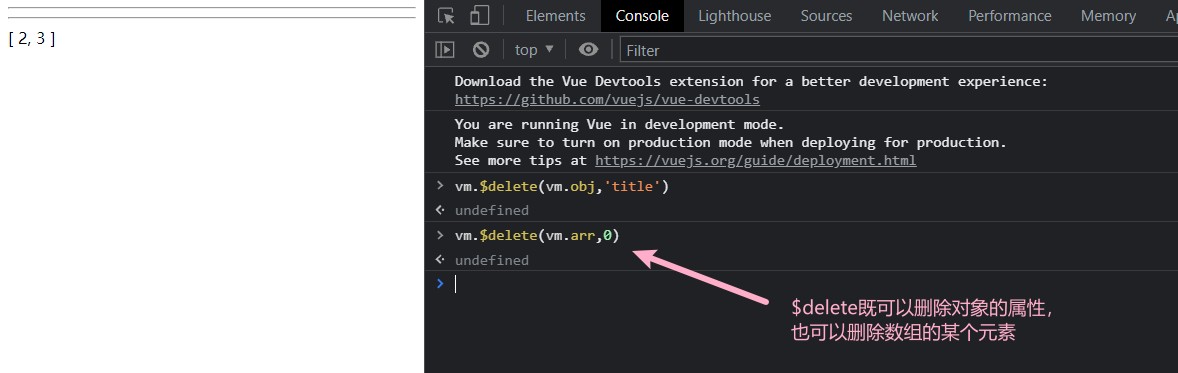 [ 2, 3 ]
Elements Console Lighthouse Sources Network Performance Memory
top ▼ Filter
Download the Vue Devtools extension for a better development experience:
https://github.com/vuejs/vue-devtools
You are running Vue in development mode.
Make sure to turn on production mode when deploying for production.
See more tips at https://vuejs.org/guide/deployment.html
> vm.$delete(vm.obj,'title')
undefined
> vm.$delete(vm.arr,0)
undefined
>
$delete既可以删除对象的属性，
也可以删除数组的某个元素